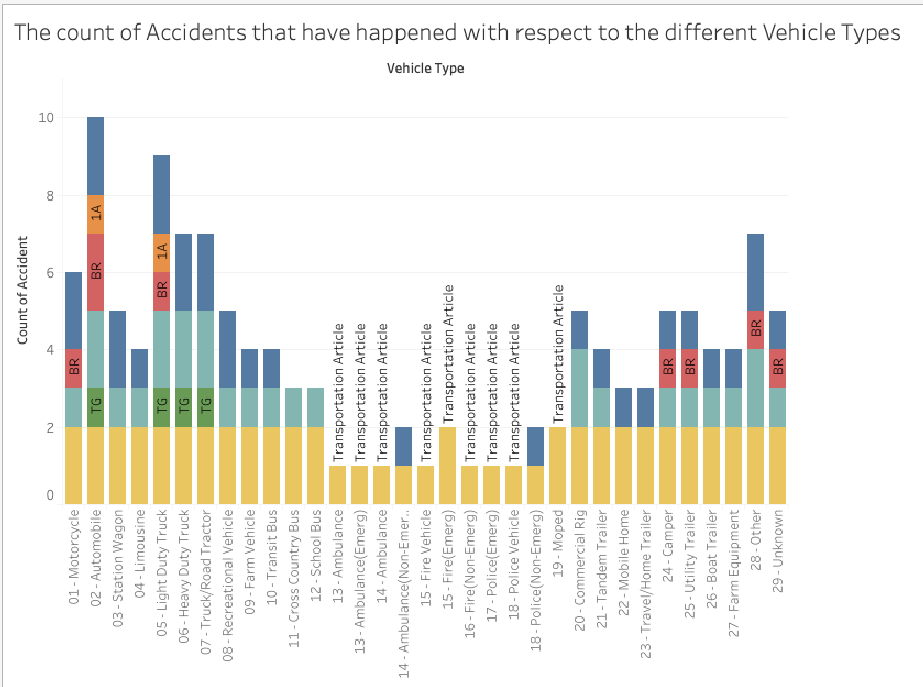 The count of Accidents that have happened with respect to the different Vehicle Types
Vehicle Type
Count of Accident
10
8
6
4
2
0
BR
TG
BR
1A
TG
BR
1A
TG
TG
Transportation Article
Transportation Article
Transportation Article
Transportation Article
Transportation Article
Transportation Article
Transportation Article
Transportation Article
Transportation Article
BR
BR
BR
BR
01 - Motorcycle
02 - Automobile
03 - Station Wagon
04 - Limousine
05 - Light Duty Truck
06 - Heavy Duty Truck
07 - Truck/Road Tractor
08 - Recreational Vehicle
09 - Farm Vehicle
10 - Transit Bus
11 - Cross Country Bus
12 - School Bus
13 - Ambulance
13 - Ambulance(Emerg)
14 - Ambulance
14 - Ambulance(Non-Emer..
15 - Fire Vehicle
15 - Fire(Emerg)
16 - Fire(Non-Emerg)
17 - Police(Emerg)
18 - Police Vehicle
18 - Police(Non-Emerg)
19 - Moped
20 - Commercial Rig
21 - Tandem Trailer
22 - Mobile Home
23 - Travel/Home Trailer
24 - Camper
25 - Utility Trailer
26 - Boat Trailer
27 - Farm Equipment
28 - Other
29 - Unknown